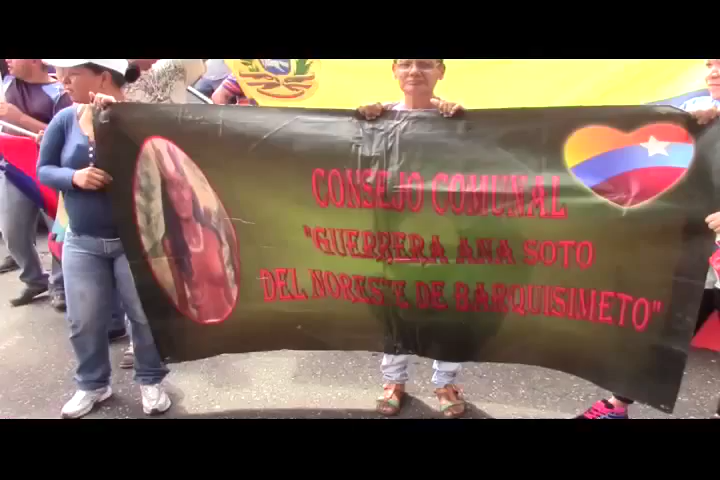 CONSEJO COMUNAL
"GUERRERA ANA SOTO
DEL NORESTE DE BARQUISIMETO"